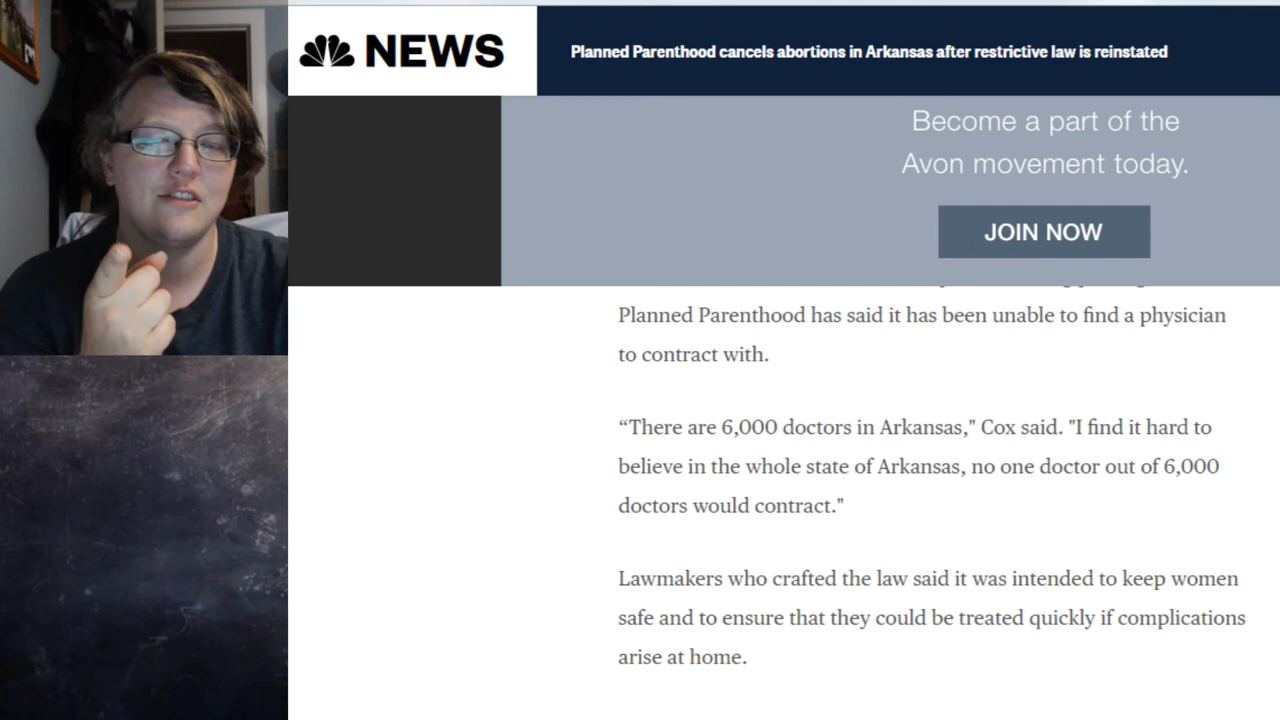 NEWS
Planned Parenthood cancels abortions in Arkansas after restrictive law is reinstated
Become a part of the
Avon movement today.
JOIN NOW
Planned Parenthood has said it has been unable to find a physician
to contract with.
“There are 6,000 doctors in Arkansas," Cox said. "I find it hard to
believe in the whole state of Arkansas, no one doctor out of 6,000
doctors would contract."
Lawmakers who crafted the law said it was intended to keep women
safe and to ensure that they could be treated quickly if complications
arise at home.